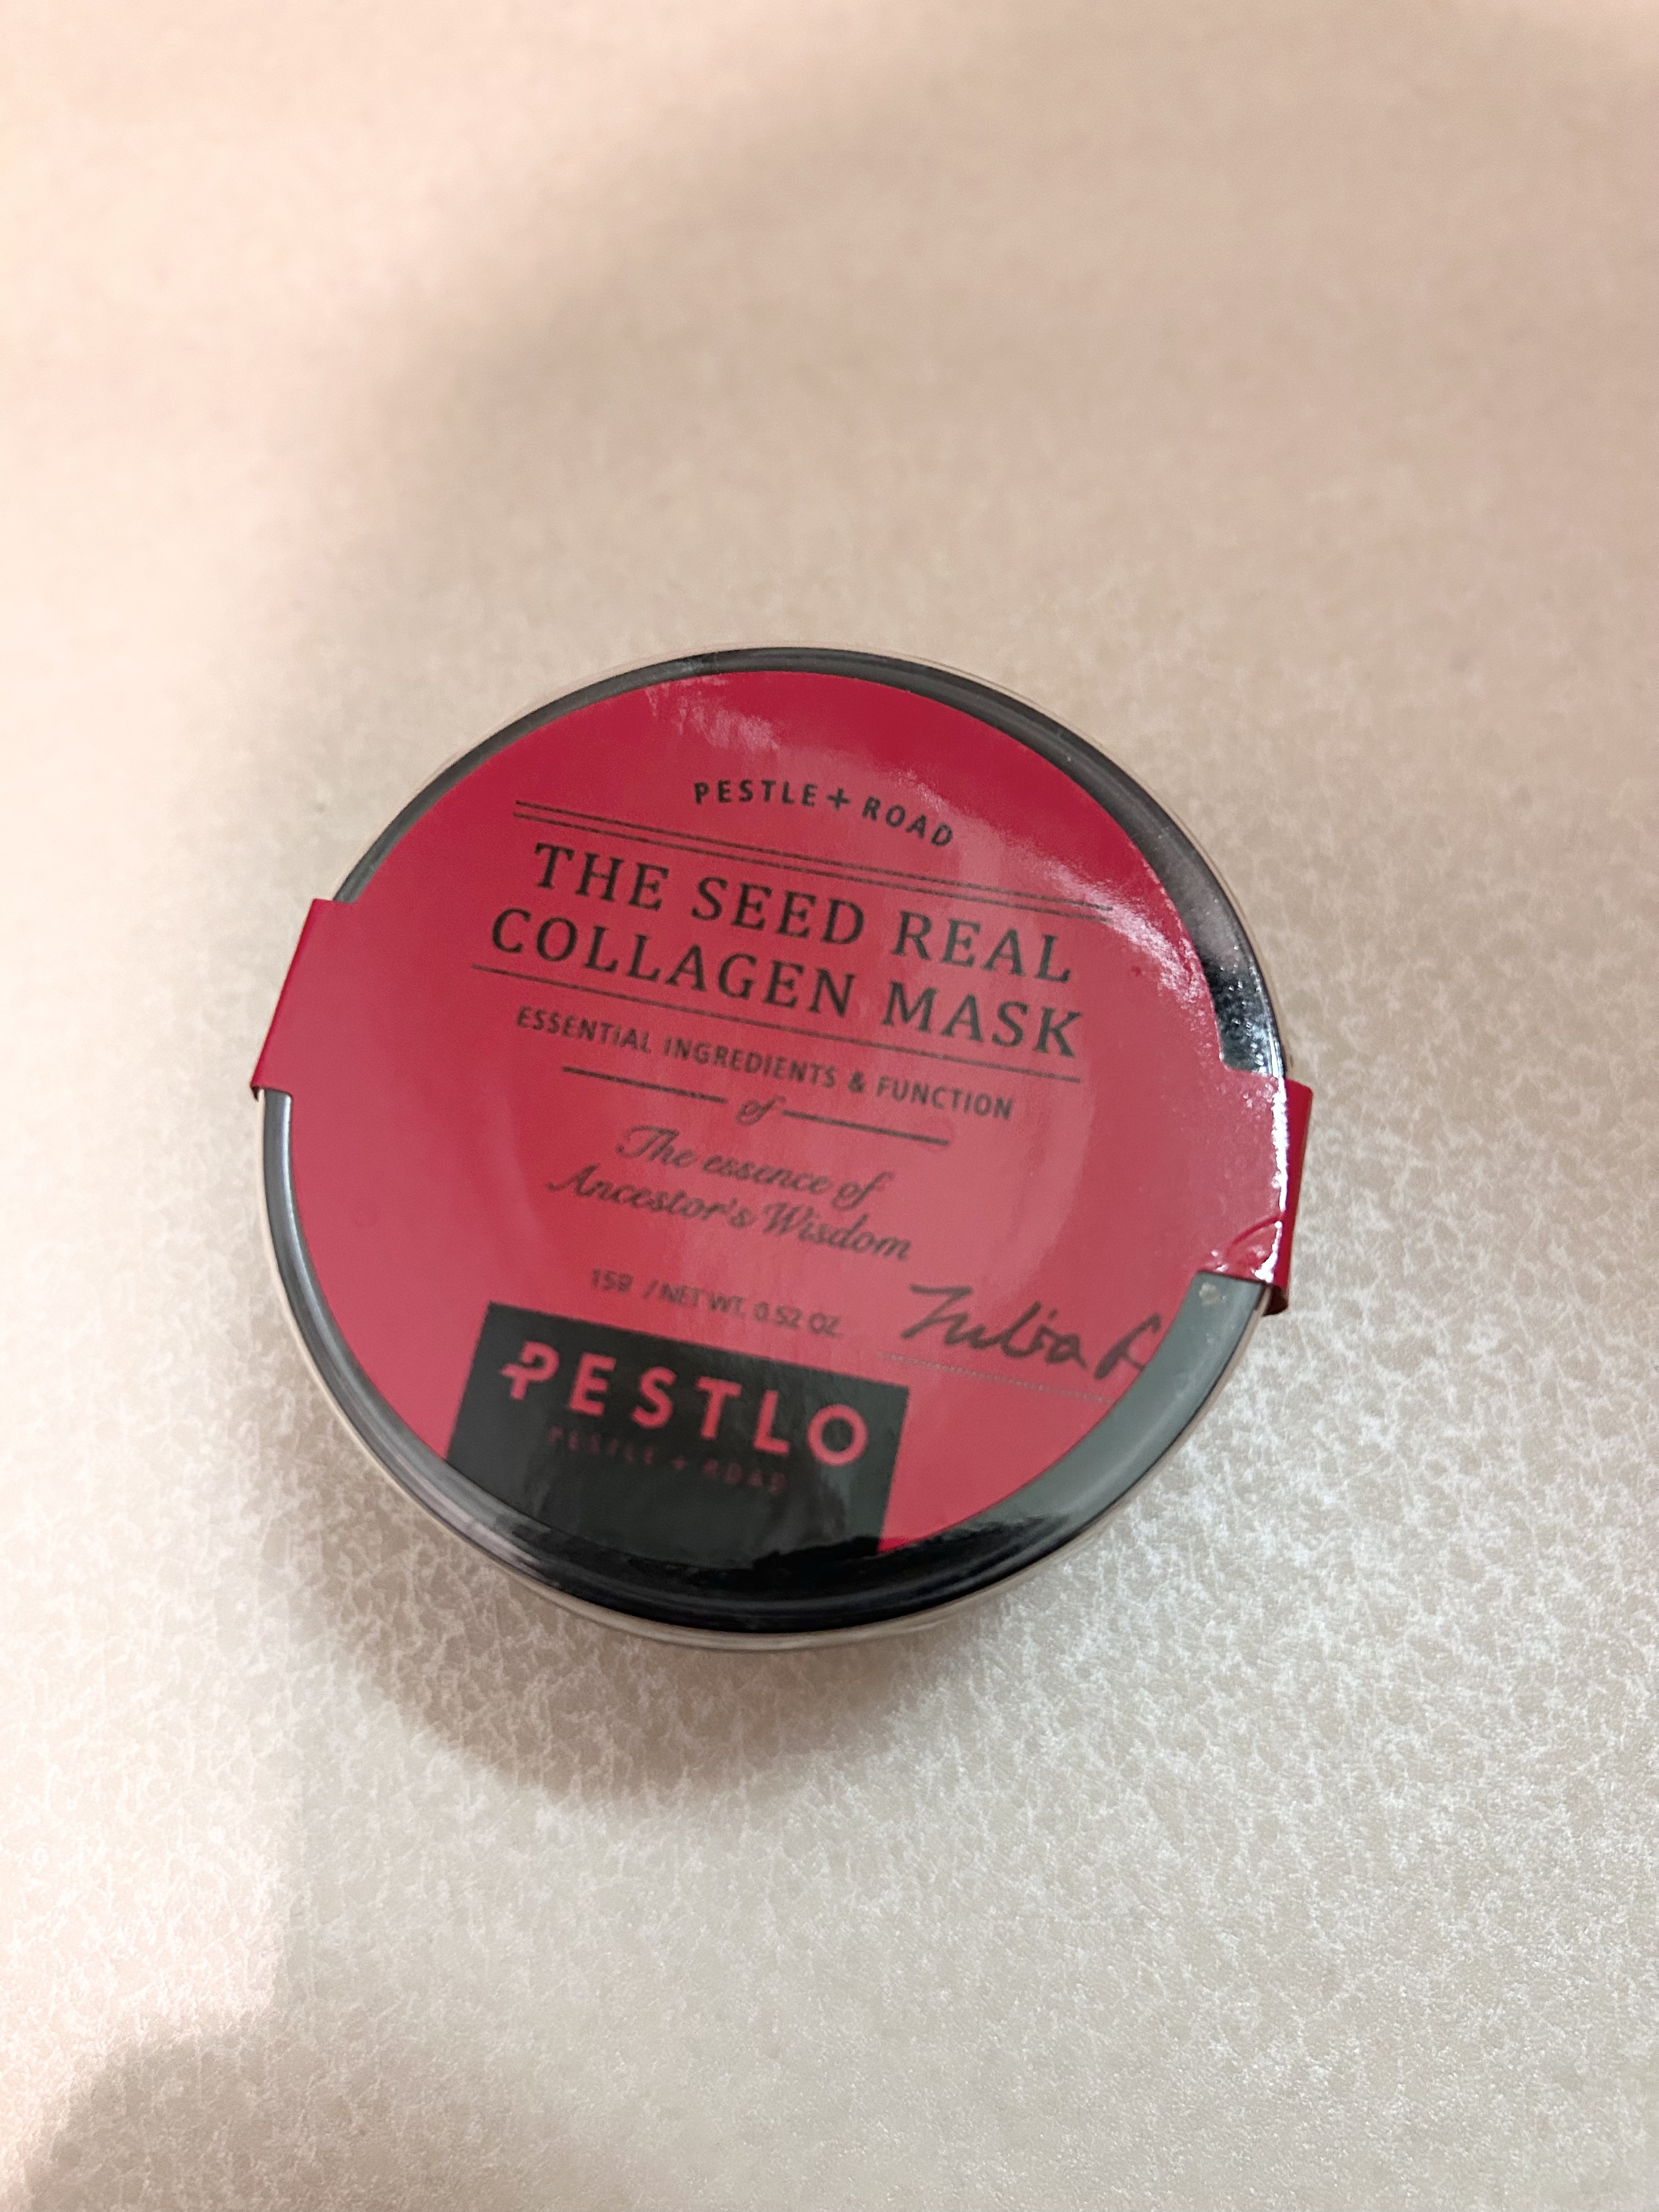 PESTLE + ROAD
THE SEED REAL
COLLAGEN MASK
ESSENTiAL INGREDIENTS & FUNCTION
of
The essence of
Ancestor's Wisdom
15g / NET WT. 0.52 OZ.
Julia
PESTLO
PESTLE + ROAD